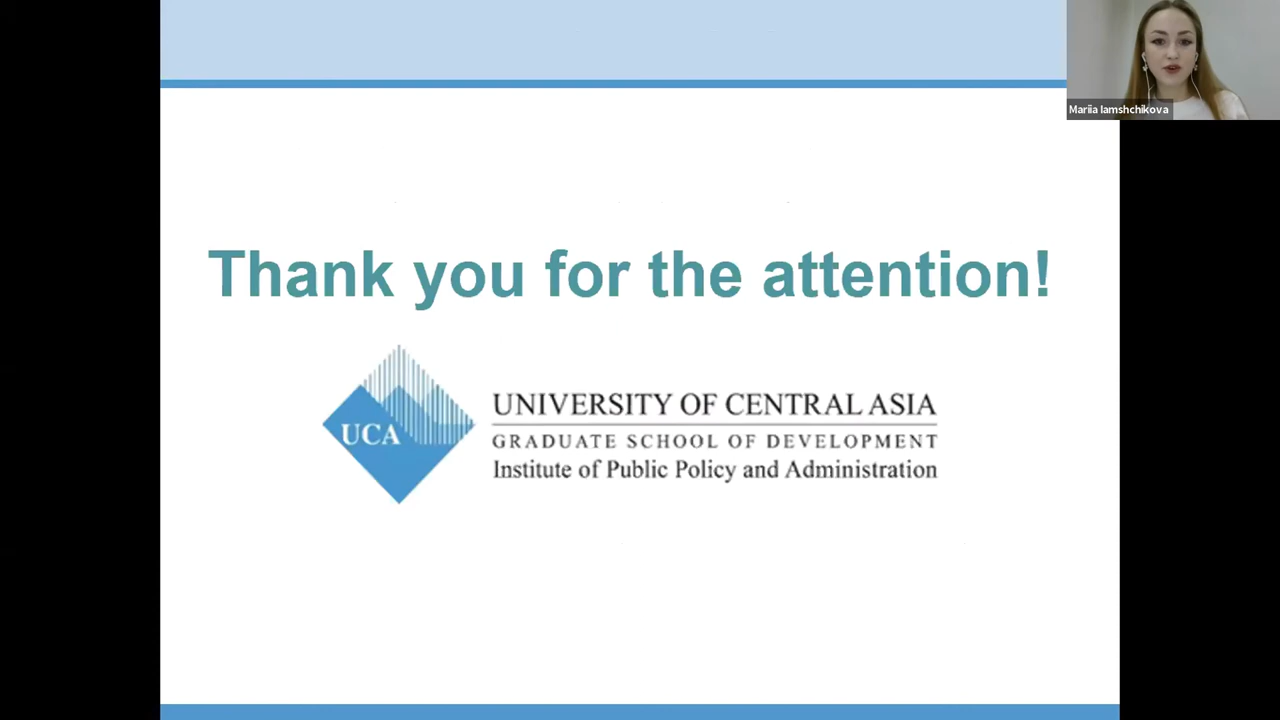 Mariia Iamshchikova
Thank you for the attention!
UCA
UNIVERSITY OF CENTRAL ASIA
GRADUATE SCHOOL OF DEVELOPMENT
Institute of Public Policy and Administration